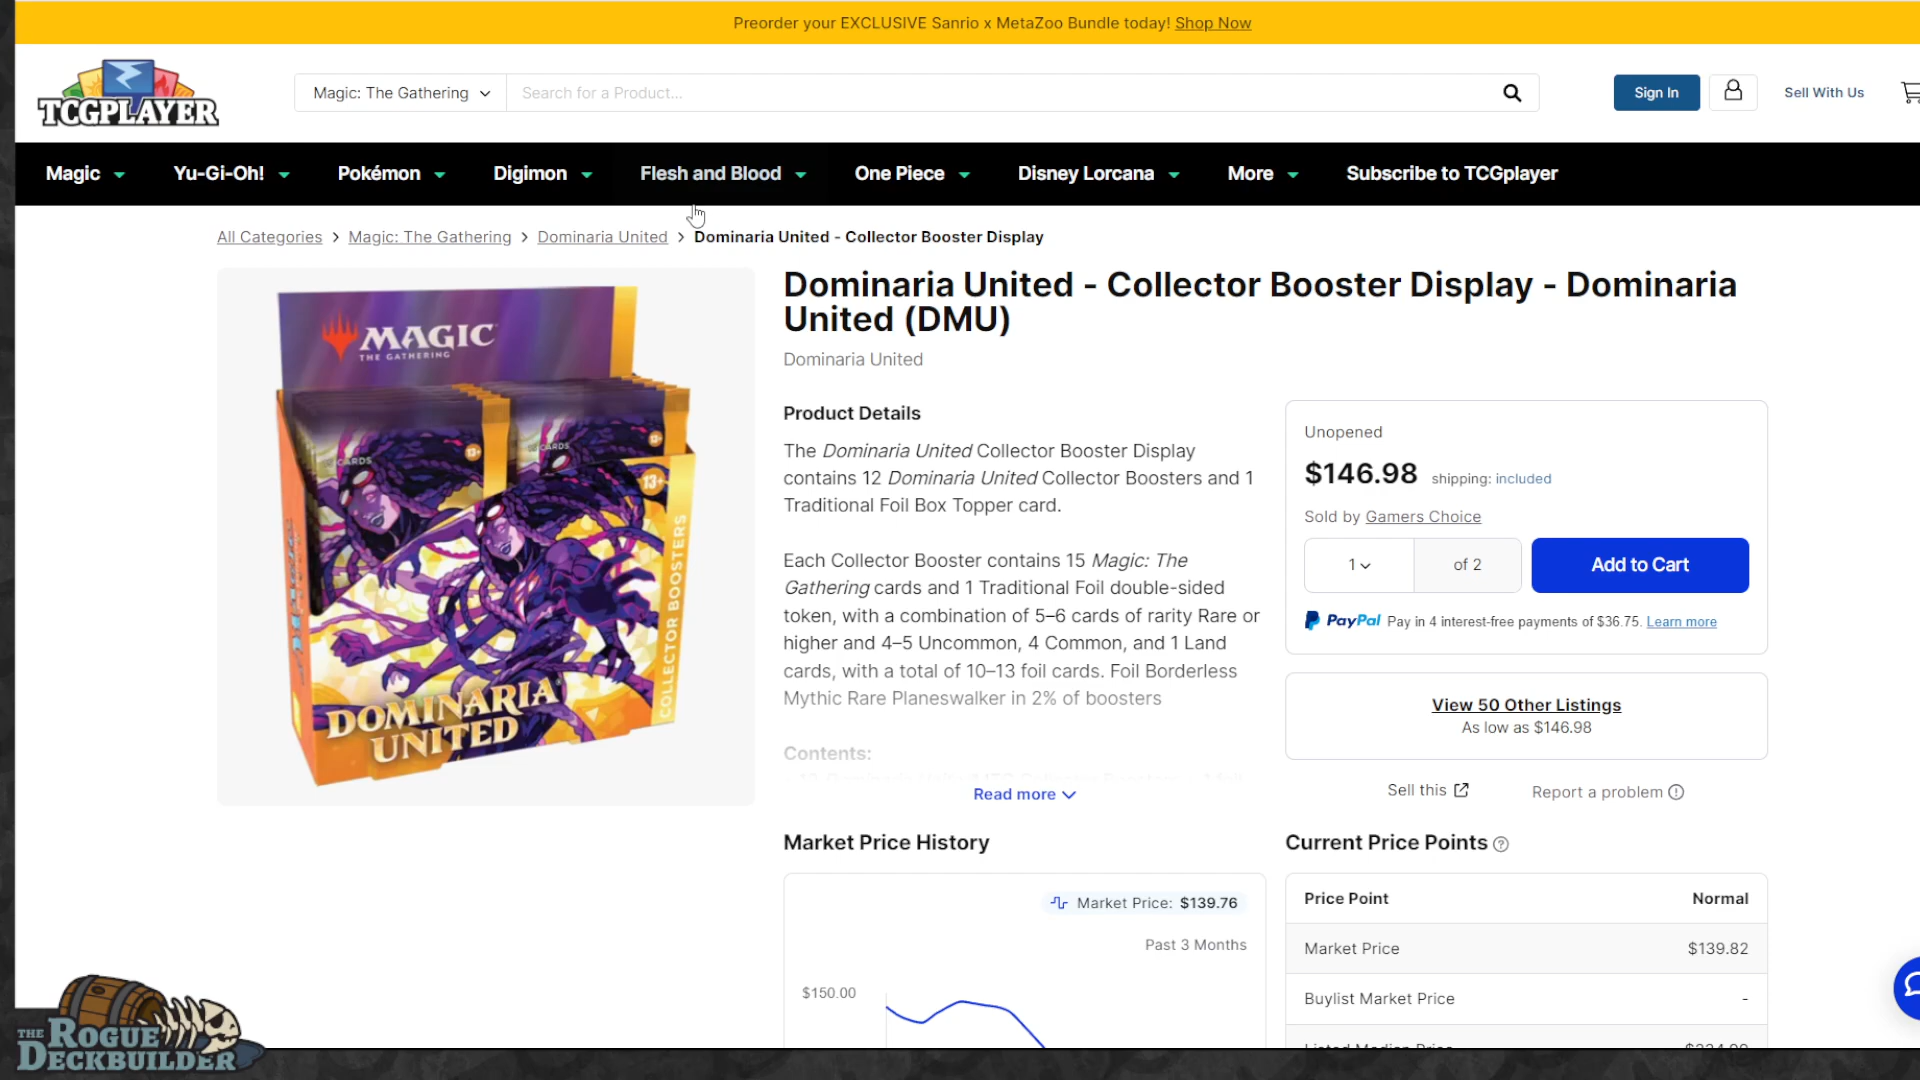 Preorder your EXCLUSIVE Sanrio x MetaZoo Bundle today! Shop Now
TCGPLAYER
Magic: The Gathering
Search for a Product...
Sign In
Sell With Us
Magic
Yu-Gi-Oh!
Pokémon
Digimon
Flesh and Blood
One Piece
Disney Lorcana
More
Subscribe to TCGplayer
All Categories > Magic: The Gathering > Dominaria United > Dominaria United - Collector Booster Display
MAGIC
THE GATHERING
CARDS
13+
CARDS
13+
13+
COLLECTOR BOOSTERS
DOMINARIA
UNITED
Dominaria United - Collector Booster Display - Dominaria
United (DMU)
Dominaria United
Product Details
The Dominaria United Collector Booster Display
contains 12 Dominaria United Collector Boosters and 1
Traditional Foil Box Topper card.
Each Collector Booster contains 15 Magic: The
Gathering cards and 1 Traditional Foil double-sided
token, with a combination of 5–6 cards of rarity Rare or
higher and 4–5 Uncommon, 4 Common, and 1 Land
cards, with a total of 10–13 foil cards. Foil Borderless
Mythic Rare Planeswalker in 2% of boosters
Contents:
Read more
Unopened
$146.98 shipping: included
Sold by Gamers Choice
1
of 2
Add to Cart
PayPal Pay in 4 interest-free payments of $36.75. Learn more
View 50 Other Listings
As low as $146.98
Sell this
Report a problem
Market Price History
Market Price: $139.76
Past 3 Months
$150.00
Current Price Points
Price Point Normal
Market Price $139.82
Buylist Market Price -
THE ROGUE
DECKBUILDER